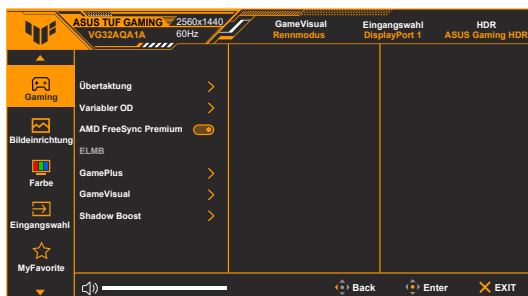 ASUS TUF GAMING 2560x1440
VG32AQA1A 60Hz
GameVisual
Rennmodus
Eingangswahl
DisplayPort 1
HDR
ASUS Gaming HDR
Gaming
Bildeinrichtung
Farbe
Eingangswahl
MyFavorite
Übertaktung
Variabler OD
AMD FreeSync Premium
ELMB
GamePlus
GameVisual
Shadow Boost
Back
Enter
EXIT